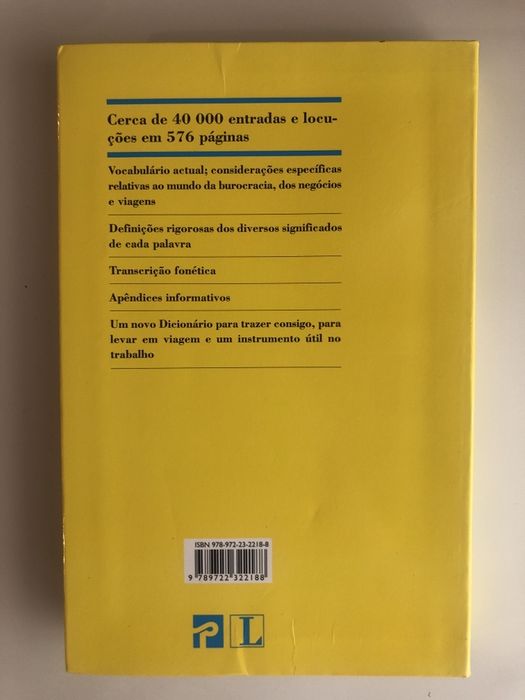 Cerca de 40 000 entradas e locu-
ções em 576 páginas
Vocabulário actual; considerações específicas
relativas ao mundo da burocracia, dos negócios
e viagens
Definições rigorosas dos diversos significados
de cada palavra
Transcrição fonética
Apêndices informativos
Um novo Dicionário para trazer consigo, para
levar em viagem e um instrumento útil no
trabalho
ISBN 978-972-23-2218-8
9 789722 322188
P L